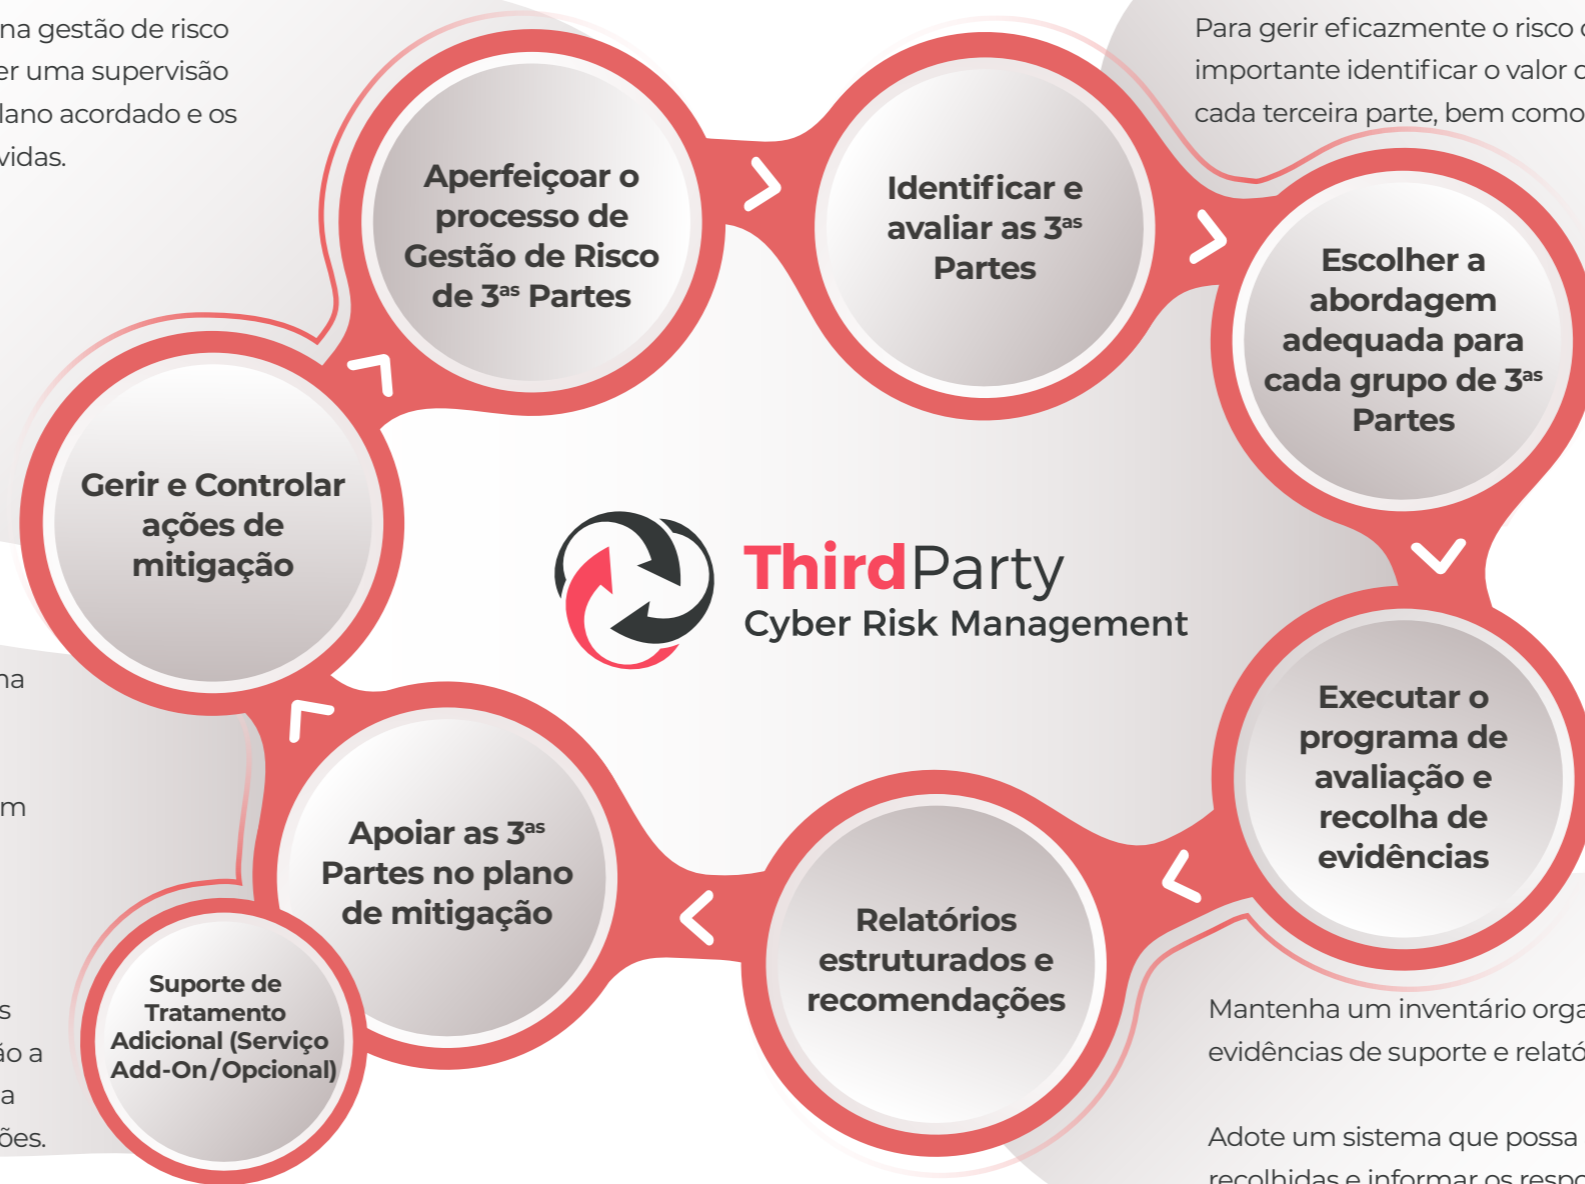 na gestão de risco
er uma supervisão
lano acordado e os
vidas.
Para gerir eficazmente o risco
importante identificar o valor
cada terceira parte, bem como
Aperfeiçoar o
processo de
Gestão de Risco
de 3as Partes
Identificar e
avaliar as 3as
Partes
Escolher a
abordagem
adequada para
cada grupo de 3as
Partes
Executar o
programa de
avaliação e
recolha de
evidências
Relatórios
estruturados e
recomendações
Apoiar as 3as
Partes no plano
de mitigação
Suporte de
Tratamento
Adicional (Serviço
Add-On/Opcional)
Gerir e Controlar
ações de
mitigação
ThirdParty
Cyber Risk Management
na
m
s
ão a
a
ões.
Mantenha um inventário orga
evidências de suporte e relató
Adote um sistema que possa
recolhidas e informar os respo